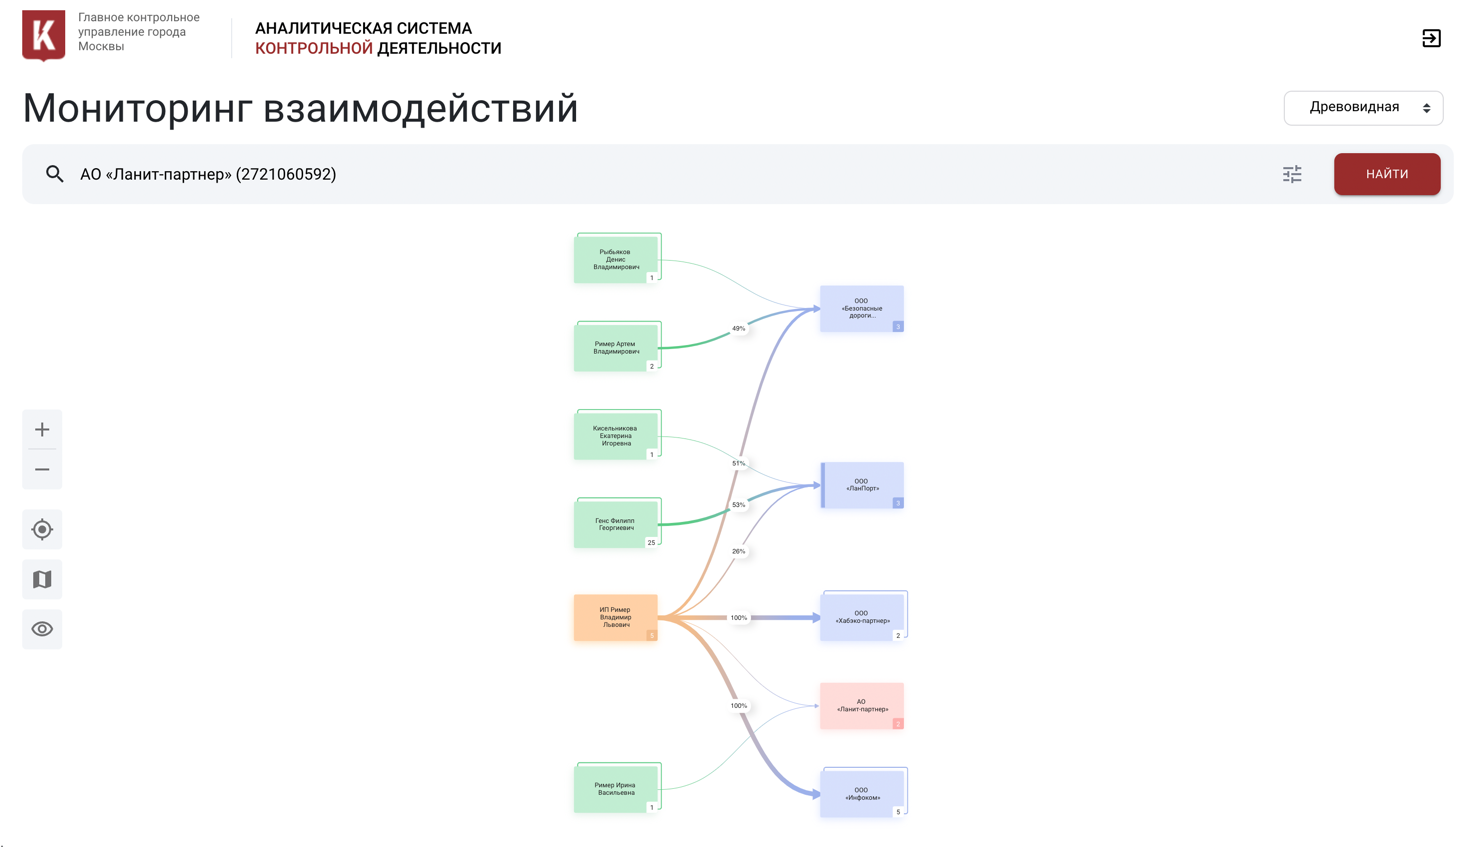 Главное контрольное
управление города
Москвы
АНАЛИТИЧЕСКАЯ СИСТЕМА
КОНТРОЛЬНОЙ ДЕЯТЕЛЬНОСТИ
Мониторинг взаимодействий
Древовидная
АО «Ланит-партнер» (2721060592)
НАЙТИ
Рыбьяков
Денис
Владимирович
1
ООО
«Безопасные
дороги...
3
Ример Артем
Владимирович
2
49%
Кисельникова
Екатерина
Игоревна
1
51%
ООО
«ЛанПорт»
3
Генс Филипп
Георгиевич
25
53%
26%
ИП Ример
Владимир
Львович
100%
ООО
«Хабэко-партнер»
2
100%
АО
«Ланит-партнер»
Ример Ирина
Васильевна
1
ООО
«Инфоком»
5